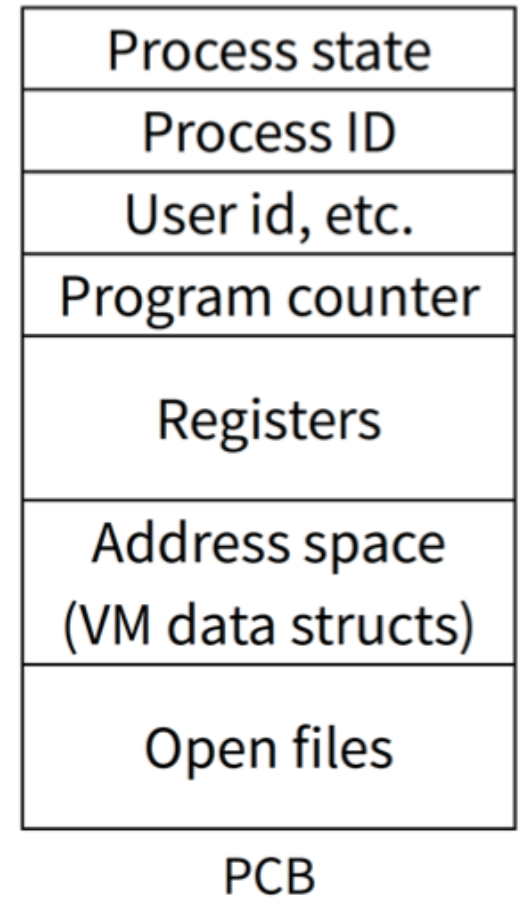 Process state
Process ID
User id, etc.
Program counter
Registers
Address space
(VM data structs)
Open files
PCB